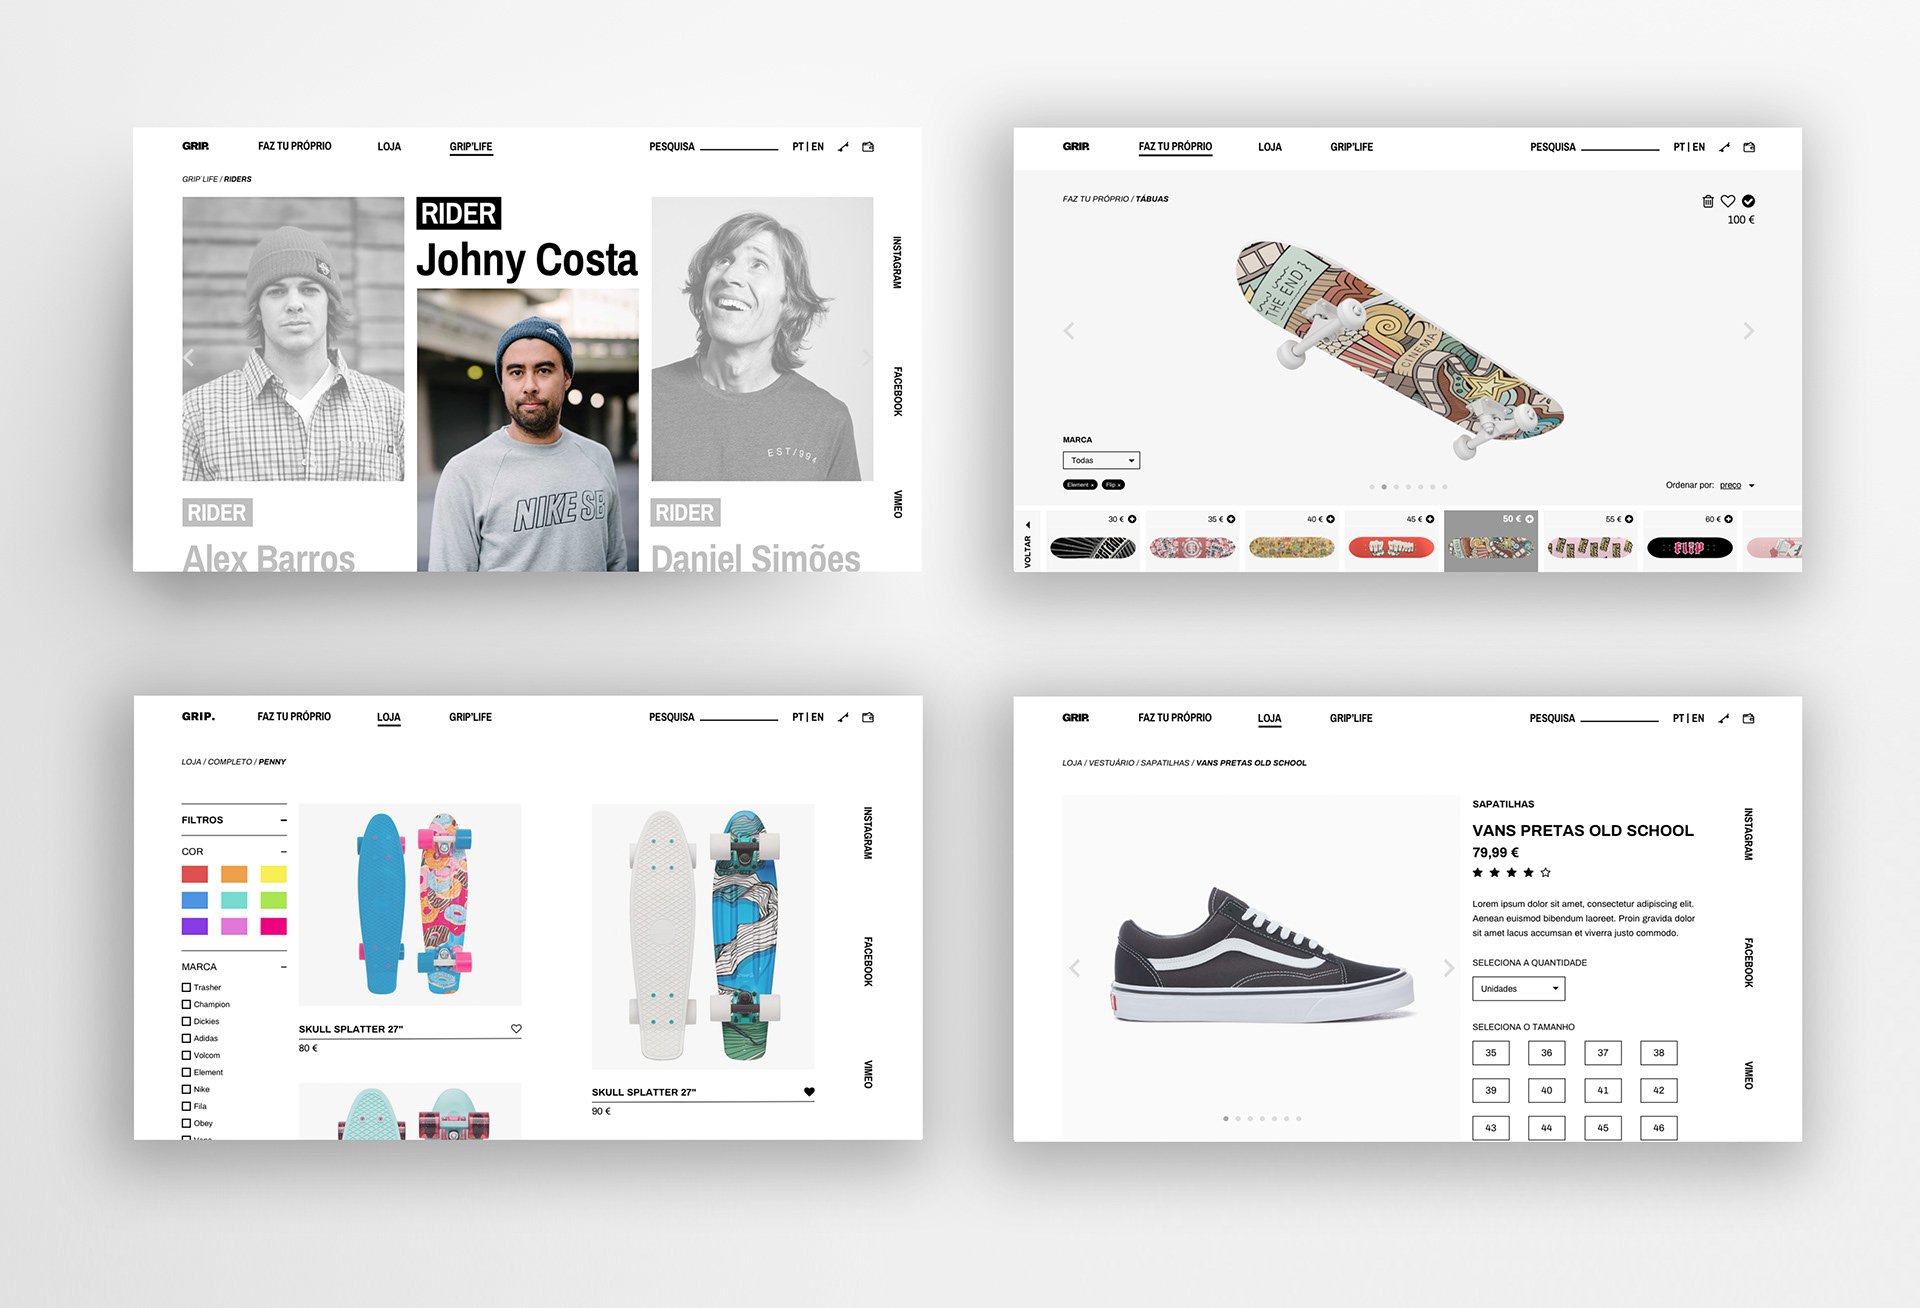 GRIP. FAZ TU PRÓPRIO LOJA GRIP'LIFE PESQUISA PT | EN
GRIP'LIFE / RIDERS
RIDER
Johny Costa
NIKE SB
EST/994
RIDER
Alex Barros
RIDER
Daniel Simões
INSTAGRAM
FACEBOOK
VIMEO
GRIP. FAZ TU PRÓPRIO LOJA GRIP'LIFE PESQUISA PT | EN
FAZ TU PRÓPRIO / TÁBUAS
100 €
THE END
CINEMA
MARCA
Todas
Element × Flip ×
Ordenar por: preço
VOLTAR
30 € 35 € 40 € 45 € 50 € 55 € 60 €
FLIP
GRIP. FAZ TU PRÓPRIO LOJA GRIP'LIFE PESQUISA PT | EN
LOJA / COMPLETO / PENNY
FILTROS –
COR –
MARCA –
Trasher
Champion
Dickies
Adidas
Volcom
Element
Nike
Fila
Obey
SKULL SPLATTER 27"
80 €
SKULL SPLATTER 27"
90 €
INSTAGRAM
FACEBOOK
VIMEO
GRIP. FAZ TU PRÓPRIO LOJA GRIP'LIFE PESQUISA PT | EN
LOJA / VESTUÁRIO / SAPATILHAS / VANS PRETAS OLD SCHOOL
SAPATILHAS
VANS PRETAS OLD SCHOOL
79,99 €
Lorem ipsum dolor sit amet, consectetur adipiscing elit.
Aenean euismod bibendum laoreet. Proin gravida dolor
sit amet lacus accumsan et viverra justo commodo.
SELECIONA A QUANTIDADE
Unidades
SELECIONA O TAMANHO
35 36 37 38
39 40 41 42
43 44 45 46
INSTAGRAM
FACEBOOK
VIMEO